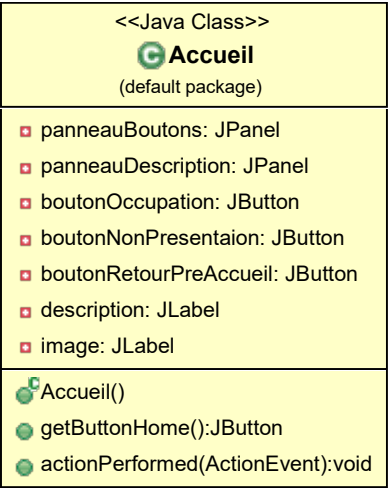 <<Java Class>>
Accueil
(default package)
panneauBoutons: JPanel
panneauDescription: JPanel
boutonOccupation: JButton
boutonNonPresentaion: JButton
boutonRetourPreAccueil: JButton
description: JLabel
image: JLabel
Accueil()
getButtonHome():JButton
actionPerformed(ActionEvent):void